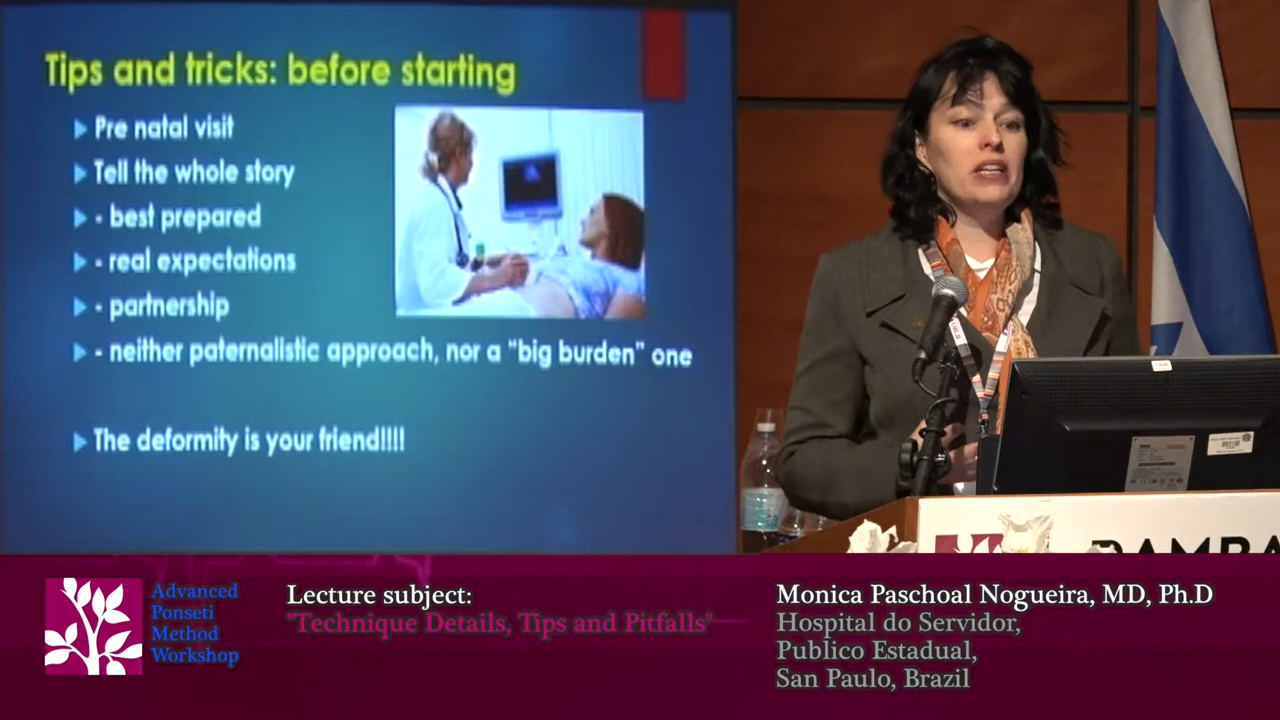 Tips and tricks: before starting
Pre natal visit
Tell the whole story
- best prepared
- real expectations
- partnership
- neither paternalistic approach, nor a “big burden” one
The deformity is your friend!!!!
Advanced
Ponseti
Method
Workshop
Lecture subject:
"Technique Details, Tips and Pitfalls"
Monica Paschoal Nogueira, MD, Ph.D
Hospital do Servidor,
Publico Estadual,
San Paulo, Brazil